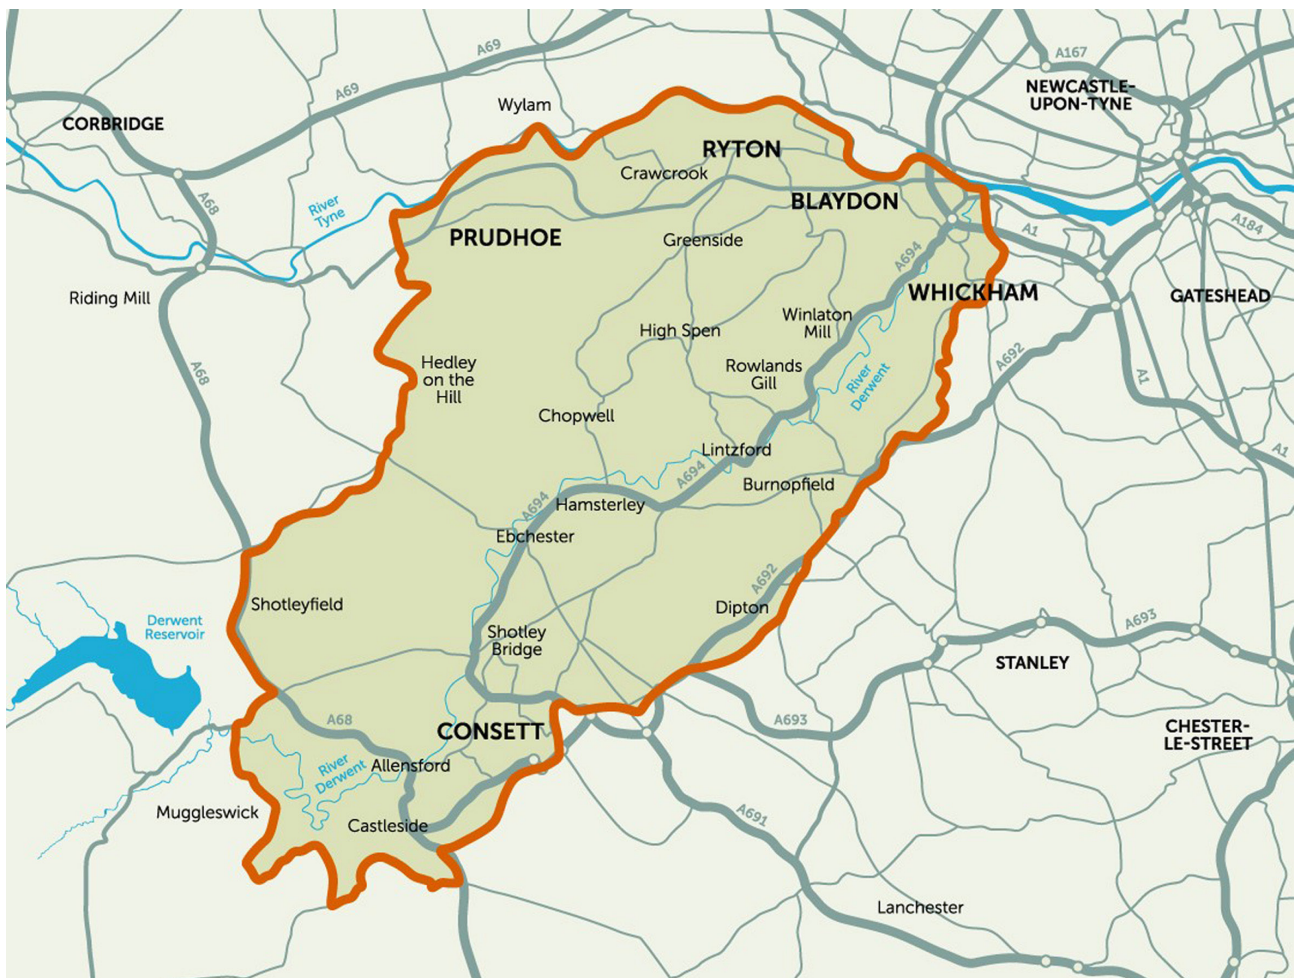 A69
A167
NEWCASTLE-
UPON-TYNE
A69
Wylam
CORBRIDGE
RYTON
Crawcrook
A68
River
Tyne
BLAYDON
A184
A1
PRUDHOE
Greenside
A694
Riding Mill
WHICKHAM
GATESHEAD
Winlaton
Mill
High Spen
A692
A68
Hedley
on the
Hill
Rowlands
Gill
River
Derwent
A1
Chopwell
Lintzford
A1
A694
Burnopfield
A694
Hamsterley
Ebchester
A692
Shotleyfield
Dipton
Derwent
Reservoir
A693
Shotley
Bridge
STANLEY
A68
CONSETT
A693
CHESTER-
LE-STREET
River
Derwent
Allensford
Muggleswick
Castleside
A691
Lanchester